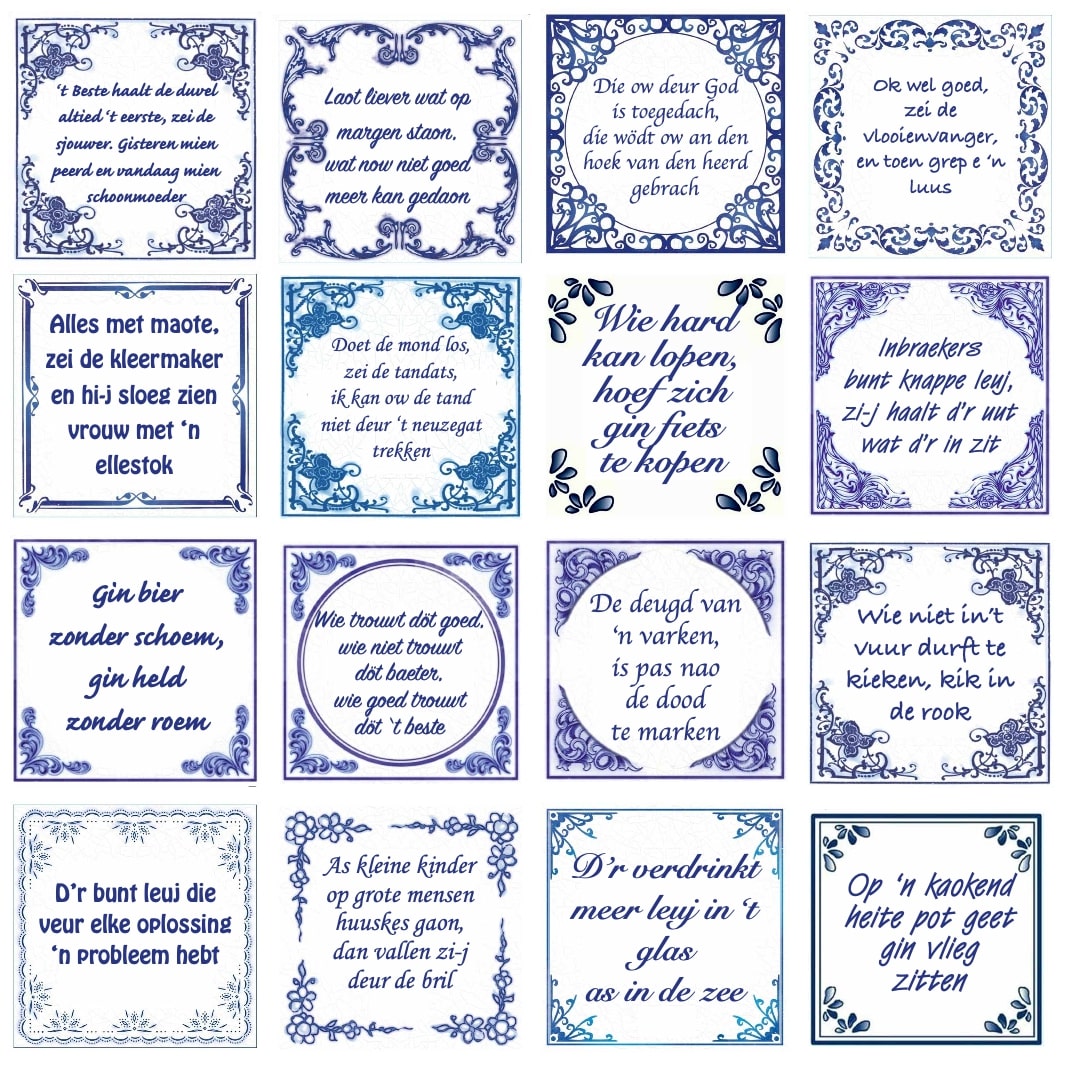 't Beste haalt de duvel
altied 't eerste, zei de
sjouwer. Gisteren mien
peerd en vandaag mien
schoonmoeder
Laot liever wat op
margen staon,
wat now niet goed
meer kan gedaon
Die ow deur God
is toegedach,
die wödt ow an den
hoek van den heerd
gebrach
Ok wel goed,
zei de
vlooienvanger,
en toen grep e 'n
luus
Alles met maote,
zei de kleermaker
en hi-j sloeg zien
vrouw met 'n
ellestok
Doet de mond los,
zei de tandats,
ik kan ow de tand
niet deur 't neuzegat
trekken
Wie hard
kan lopen,
hoef zich
gin fiets
te kopen
Inbraekers
bunt knappe leuj,
zi-j haalt d'r uut
wat d'r in zit
Gin bier
zonder schoem,
gin held
zonder roem
Wie trouwt döt goed,
wie niet trouwt
döt baeter,
wie goed trouwt
döt 't beste
De deugd van
'n varken,
is pas nao
de dood
te marken
Wie niet in't
vuur durft te
kieken, kik in
de rook
D'r bunt leuj die
veur elke oplossing
'n probleem hebt
As kleine kinder
op grote mensen
huuskes gaon,
dan vallen zi-j
deur de bril
D'r verdrinkt
meer leuj in 't
glas
as in de zee
Op 'n kaokend
heite pot geet
gin vlieg
zitten